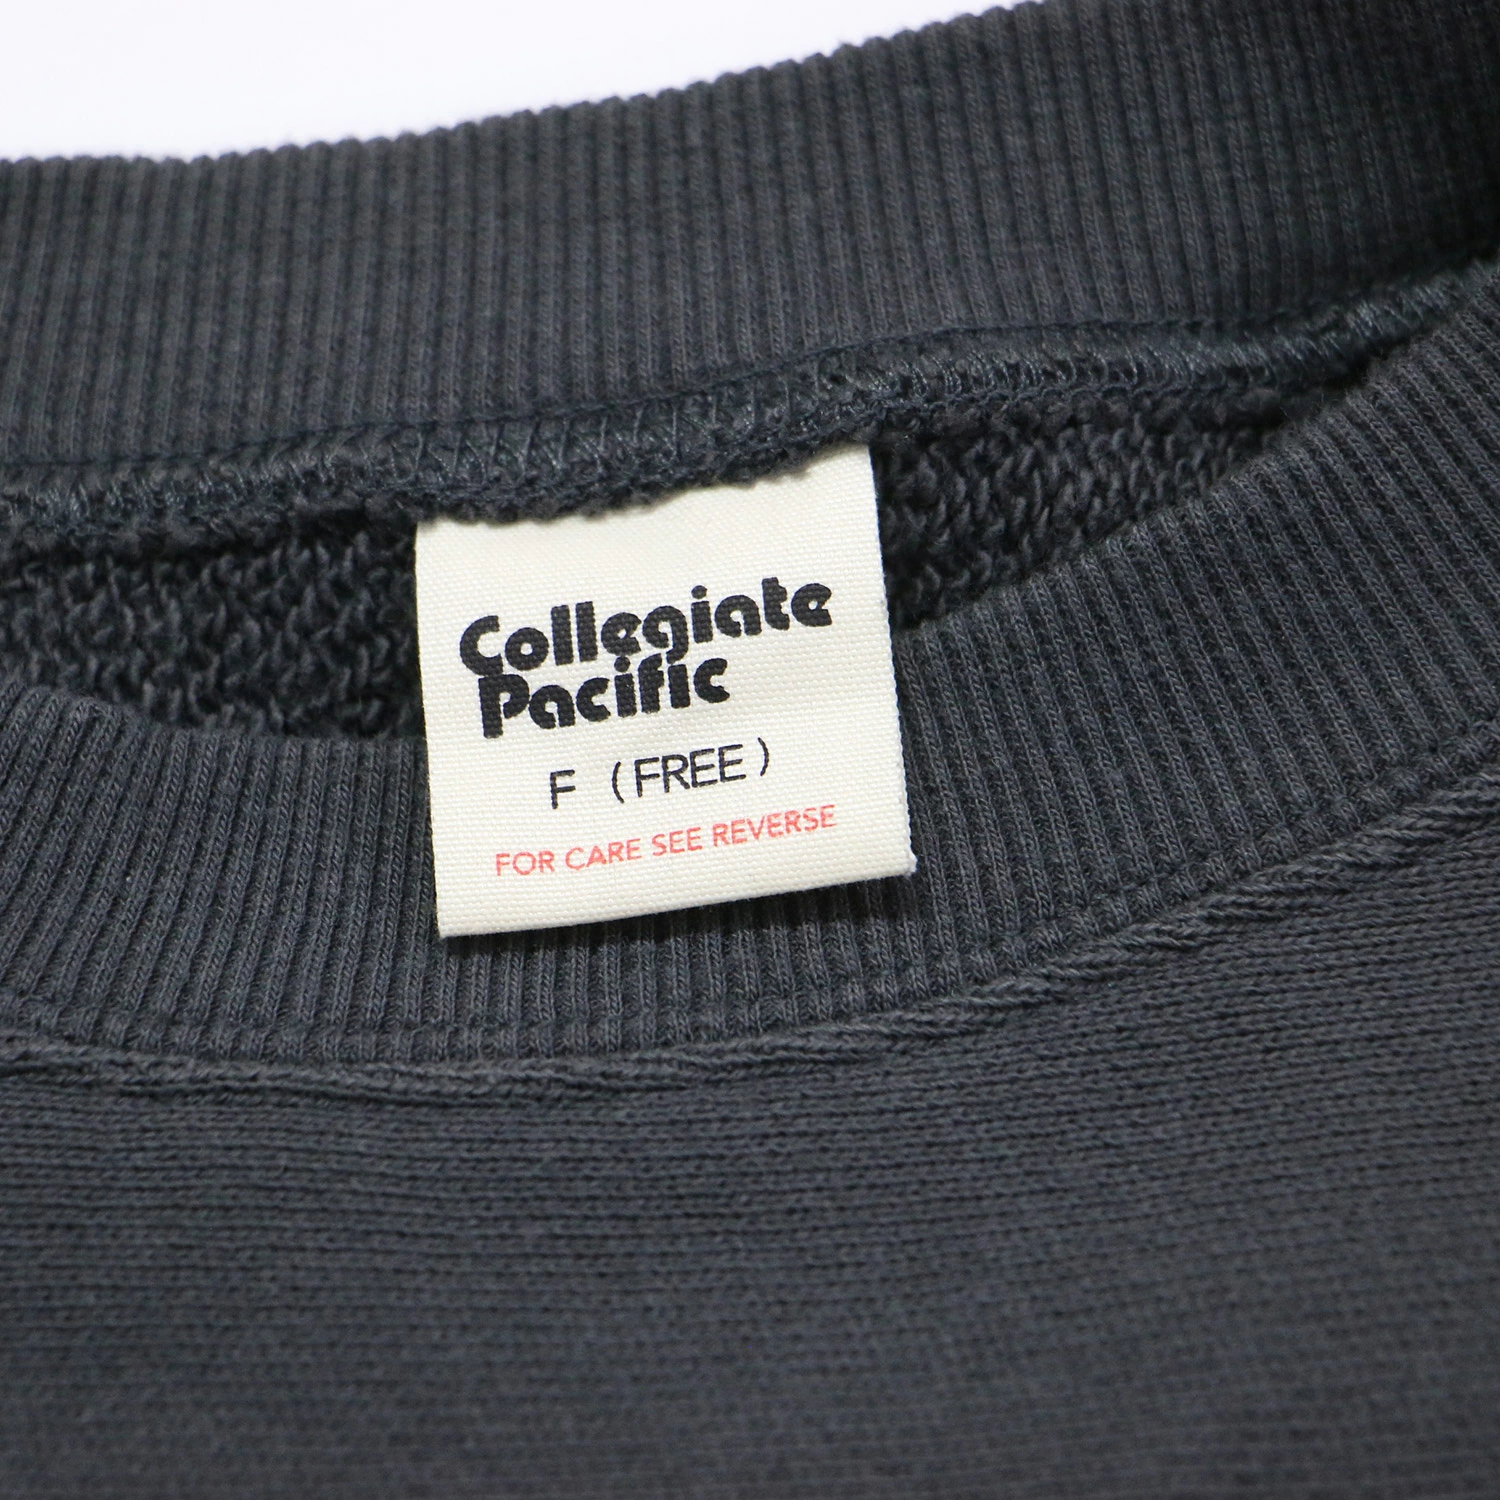 Collegiate
Pacific
F (FREE)
FOR CARE SEE REVERSE